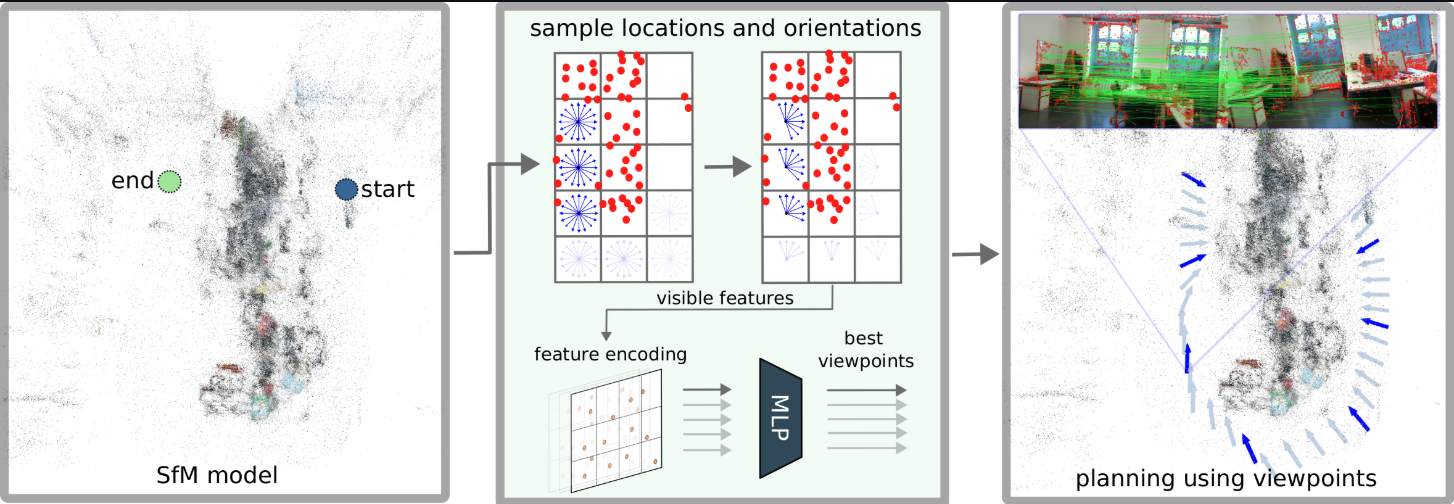 end
start
SfM model
sample locations and orientations
visible features
feature encoding
MLP
best
viewpoints
planning using viewpoints